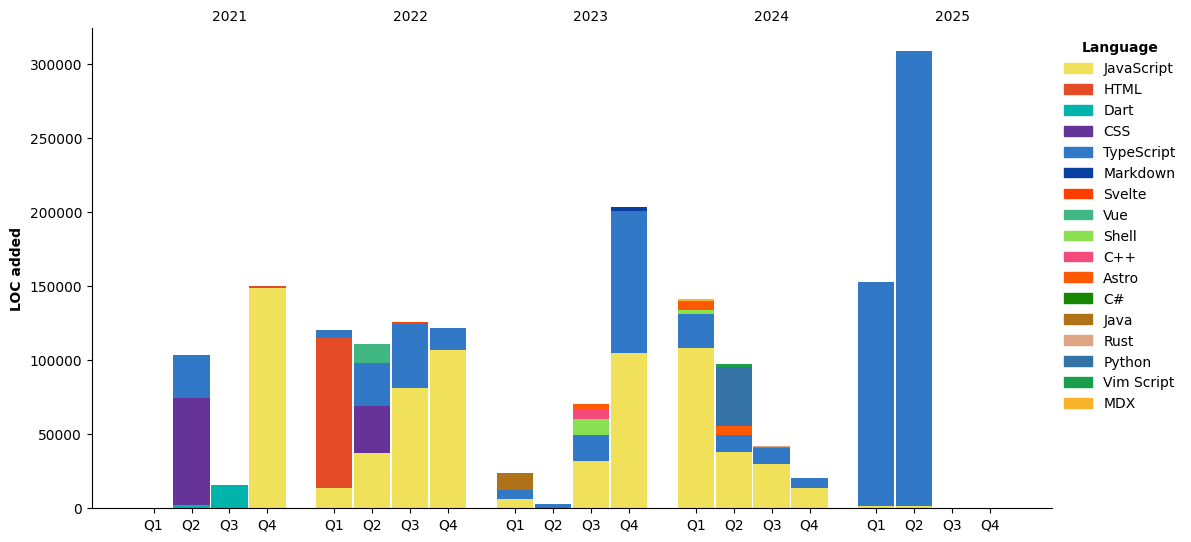 2021 2022 2023 2024 2025
Language
JavaScript
HTML
Dart
CSS
TypeScript
Markdown
Svelte
Vue
Shell
C++
Astro
C#
Java
Rust
Python
Vim Script
MDX
LOC added
300000
250000
200000
150000
100000
50000
0
Q1 Q2 Q3 Q4 Q1 Q2 Q3 Q4 Q1 Q2 Q3 Q4 Q1 Q2 Q3 Q4 Q1 Q2 Q3 Q4